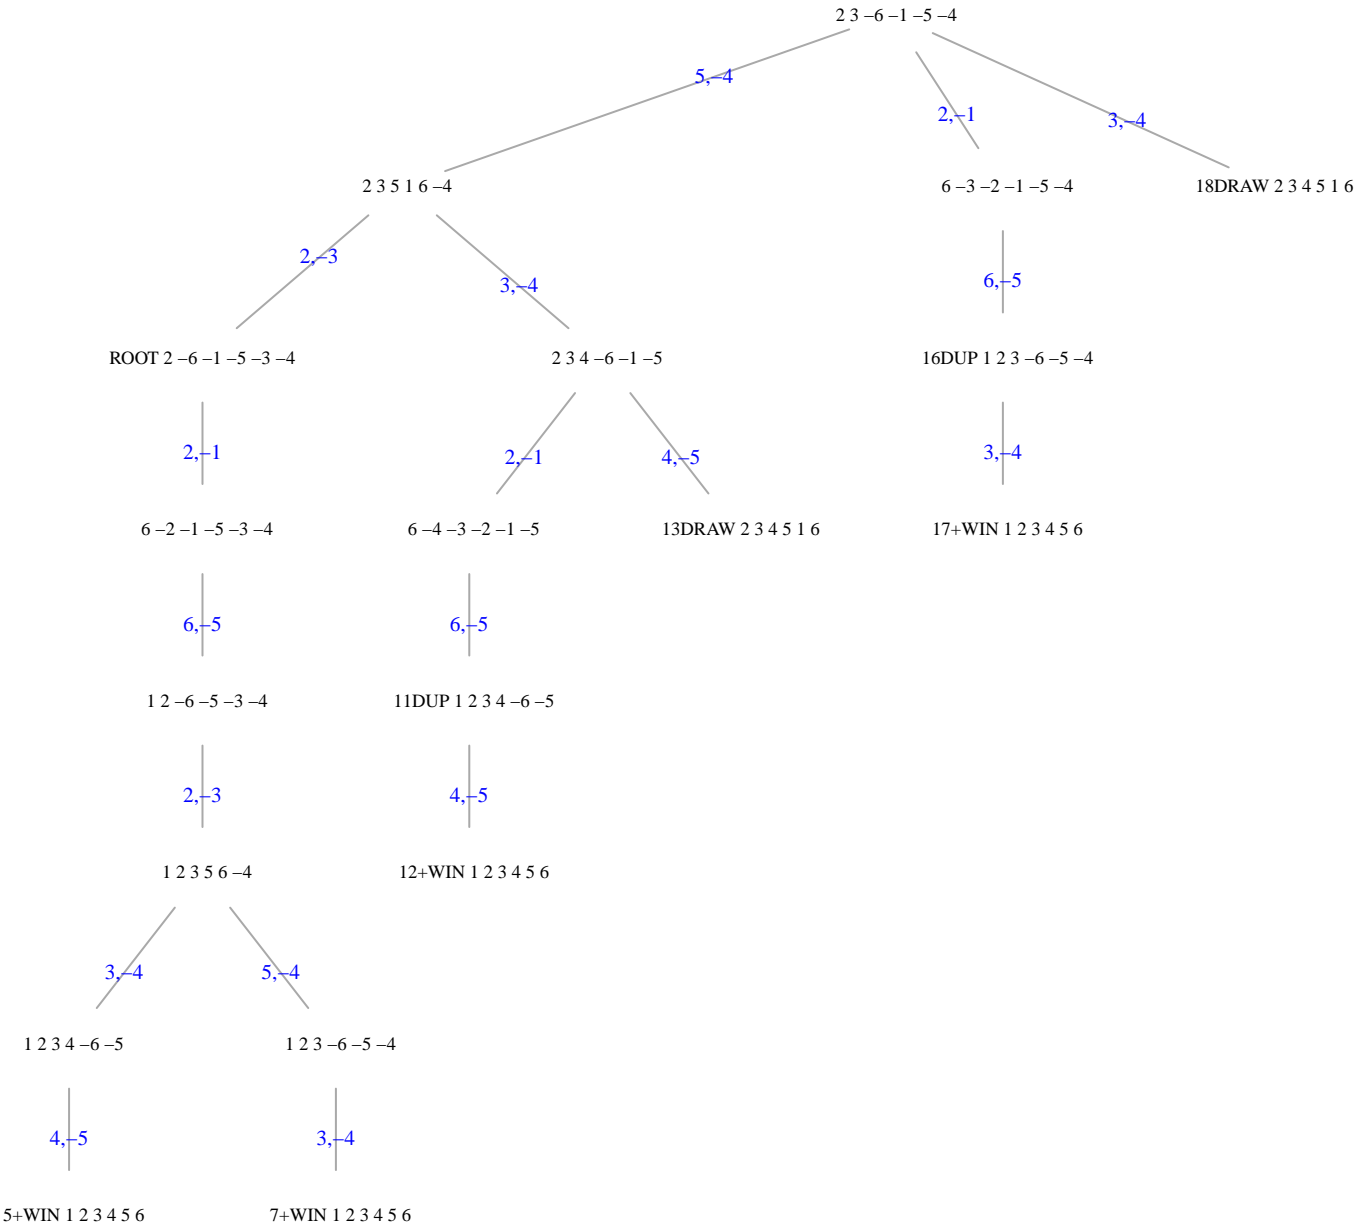 2 3 –6 –1 –5 –4
5,–4
2,–1
3,–4
2 3 5 1 6 –4
6 –3 –2 –1 –5 –4
18DRAW 2 3 4 5 1 6
2,–3
3,–4
6,–5
ROOT 2 –6 –1 –5 –3 –4
2 3 4 –6 –1 –5
16DUP 1 2 3 –6 –5 –4
2,–1
2,–1
4,–5
3,–4
6 –2 –1 –5 –3 –4
6 –4 –3 –2 –1 –5
13DRAW 2 3 4 5 1 6
17+WIN 1 2 3 4 5 6
6,–5
6,–5
1 2 –6 –5 –3 –4
11DUP 1 2 3 4 –6 –5
2,–3
4,–5
1 2 3 5 6 –4
12+WIN 1 2 3 4 5 6
3,–4
5,–4
1 2 3 4 –6 –5
1 2 3 –6 –5 –4
4,–5
3,–4
5+WIN 1 2 3 4 5 6
7+WIN 1 2 3 4 5 6